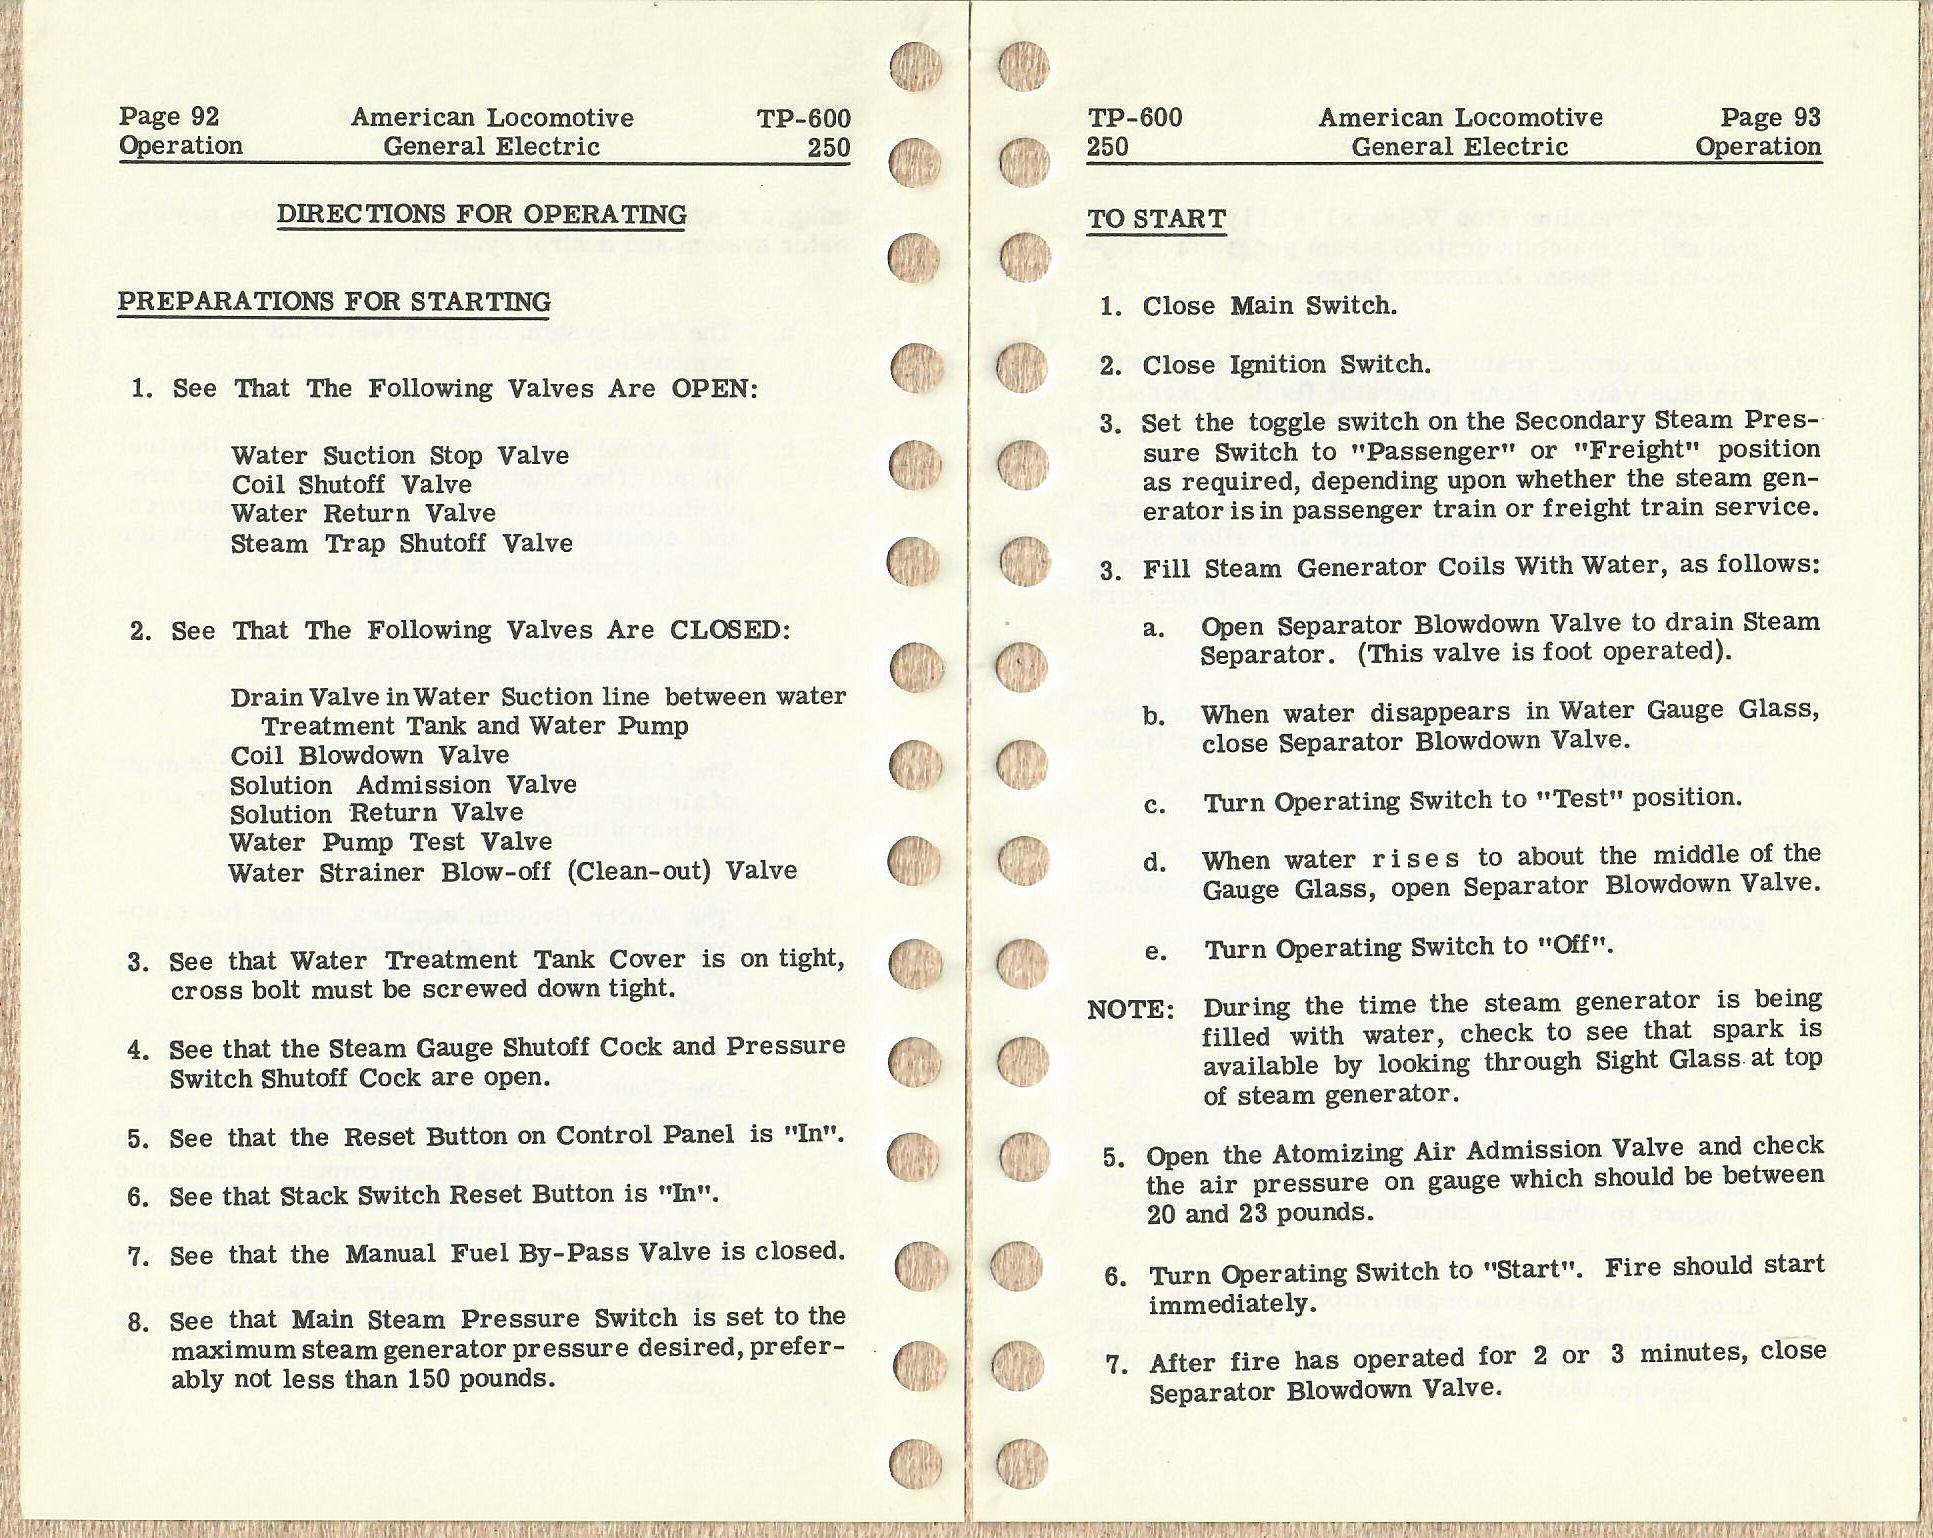 Page 92 American Locomotive TP-600
Operation General Electric 250
DIRECTIONS FOR OPERATING
PREPARATIONS FOR STARTING
1. See That The Following Valves Are OPEN:
Water Suction Stop Valve
Coil Shutoff Valve
Water Return Valve
Steam Trap Shutoff Valve
2. See That The Following Valves Are CLOSED:
Drain Valve in Water Suction line between water
Treatment Tank and Water Pump
Coil Blowdown Valve
Solution Admission Valve
Solution Return Valve
Water Pump Test Valve
Water Strainer Blow-off (Clean-out) Valve
3. See that Water Treatment Tank Cover is on tight,
cross bolt must be screwed down tight.
4. See that the Steam Gauge Shutoff Cock and Pressure
Switch Shutoff Cock are open.
5. See that the Reset Button on Control Panel is "In".
6. See that Stack Switch Reset Button is "In".
7. See that the Manual Fuel By-Pass Valve is closed.
8. See that Main Steam Pressure Switch is set to the
maximum steam generator pressure desired, prefer-
ably not less than 150 pounds.
TP-600 American Locomotive Page 93
250 General Electric Operation
TO START
1. Close Main Switch.
2. Close Ignition Switch.
3. Set the toggle switch on the Secondary Steam Pres-
sure Switch to "Passenger" or "Freight" position
as required, depending upon whether the steam gen-
erator is in passenger train or freight train service.
3. Fill Steam Generator Coils With Water, as follows:
a. Open Separator Blowdown Valve to drain Steam
Separator. (This valve is foot operated).
b. When water disappears in Water Gauge Glass,
close Separator Blowdown Valve.
c. Turn Operating Switch to "Test" position.
d. When water rises to about the middle of the
Gauge Glass, open Separator Blowdown Valve.
e. Turn Operating Switch to "Off".
NOTE: During the time the steam generator is being
filled with water, check to see that spark is
available by looking through Sight Glass at top
of steam generator.
5. Open the Atomizing Air Admission Valve and check
the air pressure on gauge which should be between
20 and 23 pounds.
6. Turn Operating Switch to "Start". Fire should start
immediately.
7. After fire has operated for 2 or 3 minutes, close
Separator Blowdown Valve.